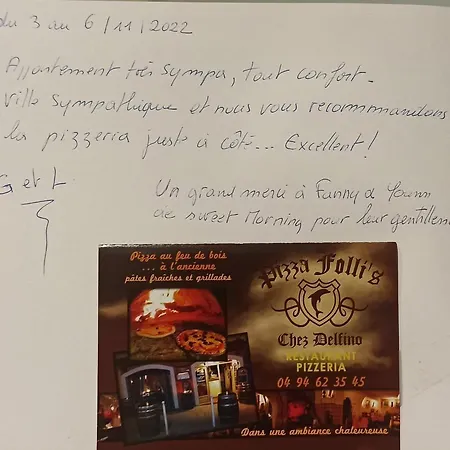 du 3 au 6/11/2022
Appartement très sympa, tout confort.
Ville sympathique et nous vous recommandons
la pizzeria juste à côté... Excellent!
G et L
Un grand merci à Fanny &
de sweet Morning pour leur gentilless
Pizza au feu de bois
... à l'ancienne
pâtes fraîches et grillades
Pizza Folli's
Chez Delfino
RESTAURANT
PIZZERIA
04 94 62 35 45
Dans une ambiance chaleureuse!